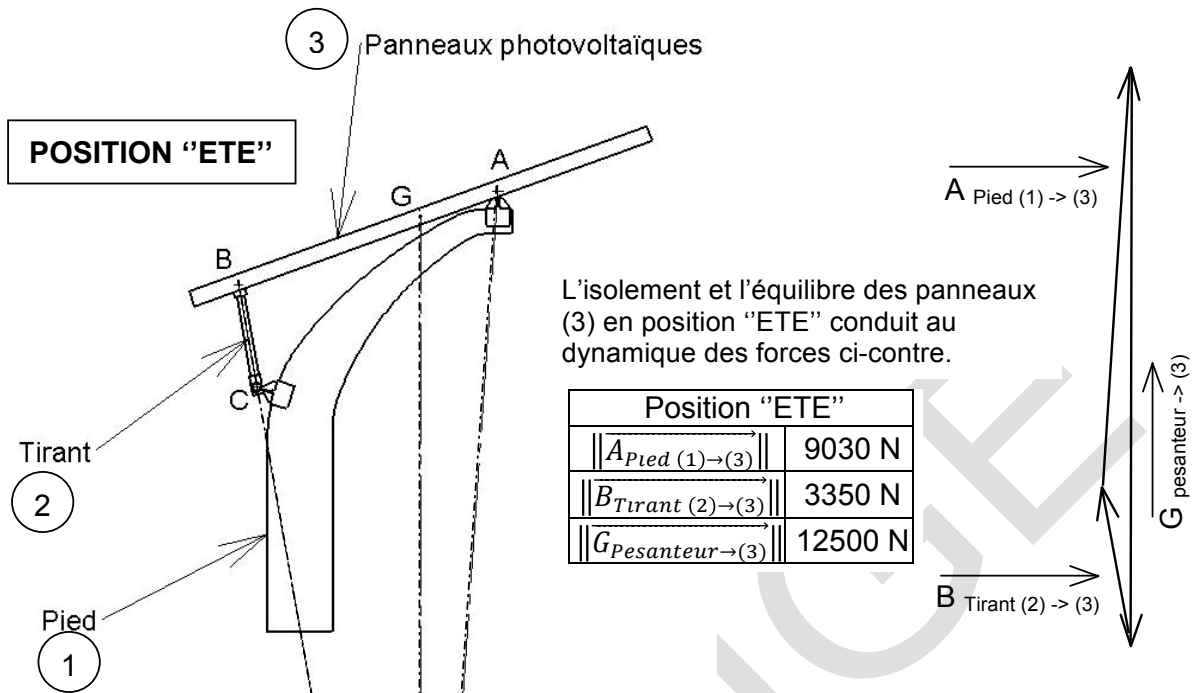 3
Panneaux photovoltaïques
POSITION ‘’ETE’’
A
G
B
C
Tirant
2
Pied
1
L’isolement et l’équilibre des panneaux
(3) en position ‘’ETE’’ conduit au
dynamique des forces ci-contre.
Position ‘’ETE’’
||A Pied (1)→(3)|| 9030 N
||B Tirant (2)→(3)|| 3350 N
||G Pesanteur→(3)|| 12500 N
A Pied (1) -> (3)
G pesanteur -> (3)
B Tirant (2) -> (3)